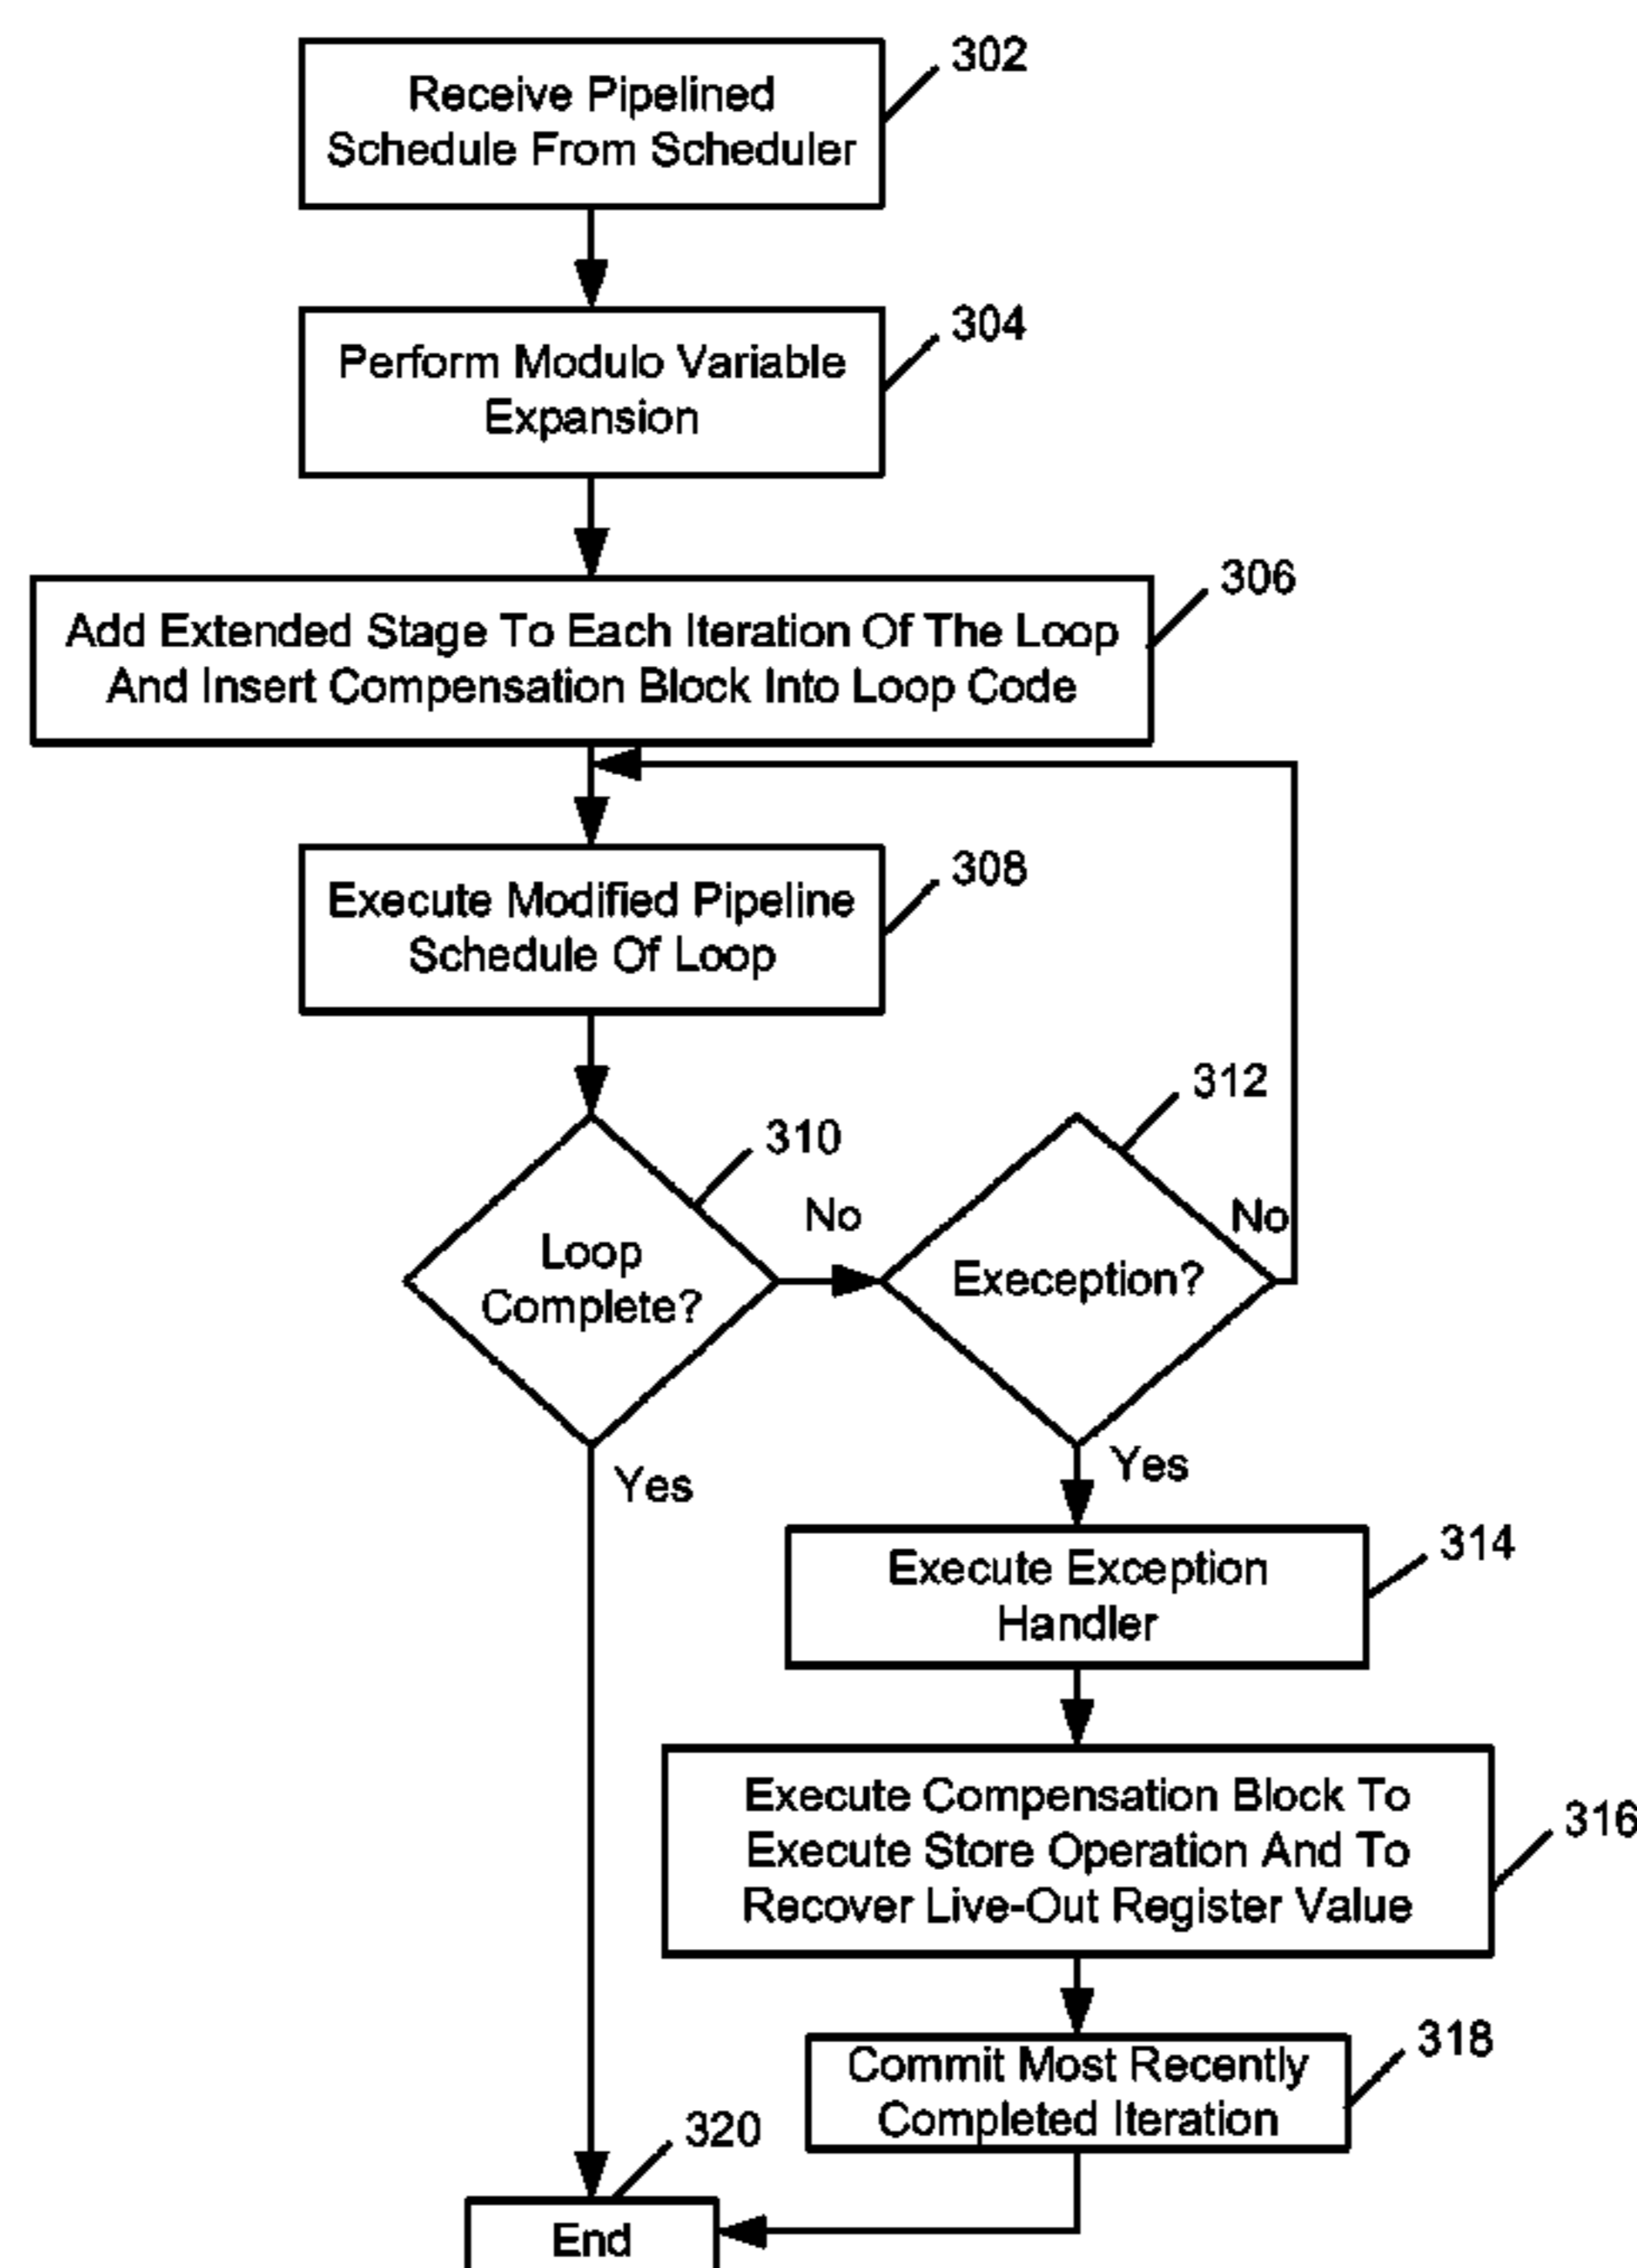 302
Receive Pipelined
Schedule From Scheduler
304
Perform Modulo Variable
Expansion
306
Add Extended Stage To Each Iteration Of The Loop
And Insert Compensation Block Into Loop Code
308
Execute Modified Pipeline
Schedule Of Loop
310
Loop
Complete?
No
Yes
312
Exeception?
No
Yes
314
Execute Exception
Handler
316
Execute Compensation Block To
Execute Store Operation And To
Recover Live-Out Register Value
318
Commit Most Recently
Completed Iteration
320
End